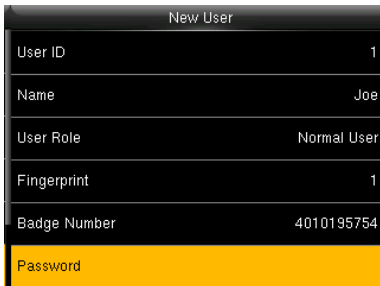 New User
User ID 1
Name Joe
User Role Normal User
Fingerprint 1
Badge Number 4010195754
Password